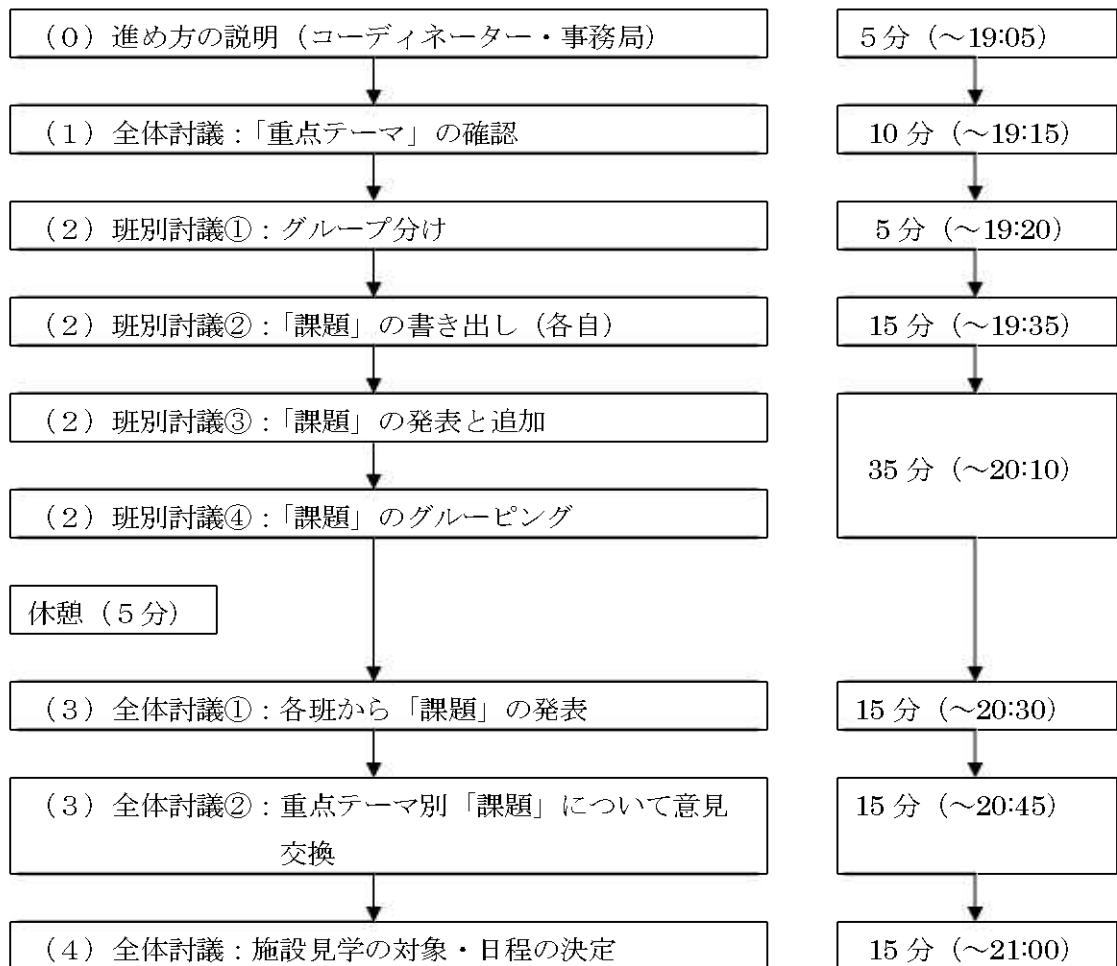 （０）進め方の説明（コーディネーター・事務局）
5分（～19:05）
（１）全体討議：「重点テーマ」の確認
10分（～19:15）
（２）班別討議①：グループ分け
5分（～19:20）
（２）班別討議②：「課題」の書き出し（各自）
15分（～19:35）
（２）班別討議③：「課題」の発表と追加
35分（～20:10）
（２）班別討議④：「課題」のグルーピング
休憩（５分）
（３）全体討議①：各班から「課題」の発表
15分（～20:30）
（３）全体討議②：重点テーマ別「課題」について意見
交換
15分（～20:45）
（４）全体討議：施設見学の対象・日程の決定
15分（～21:00）